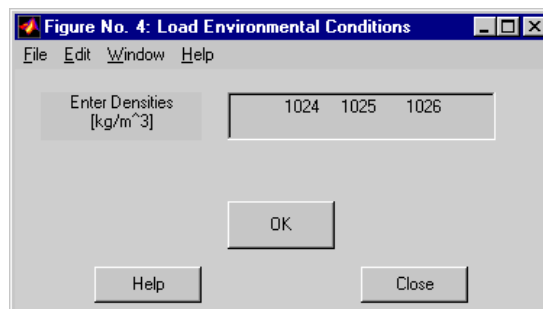 Figure No. 4: Load Environmental Conditions
File Edit Window Help
Enter Densities
[kg/m^3]
1024 1025 1026
OK
Help Close